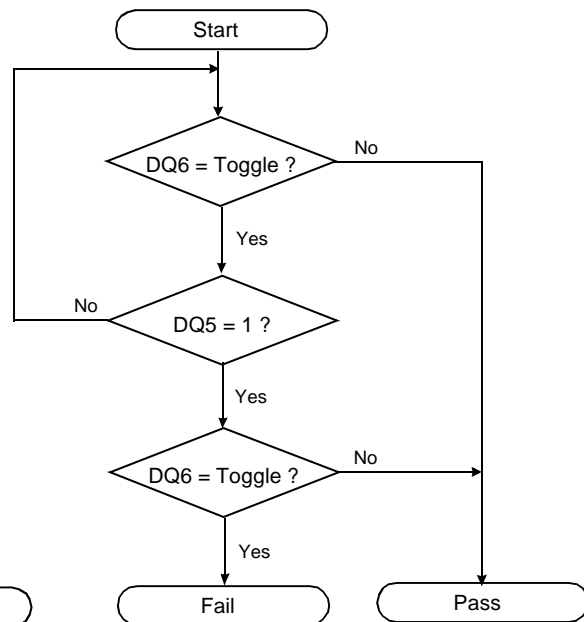 Start
DQ6 = Toggle ?
No
Yes
No
DQ5 = 1 ?
Yes
DQ6 = Toggle ?
No
Yes
Fail
Pass